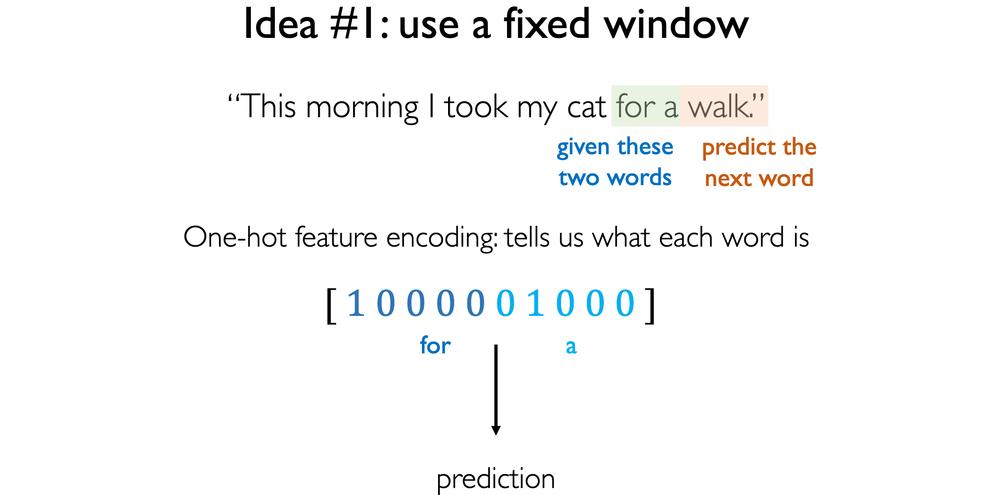 Idea #1: use a fixed window
“This morning I took my cat for a walk.”
given these two words
predict the next word
One-hot feature encoding: tells us what each word is
[ 1 0 0 0 0 0 1 0 0 0 ]
for a
prediction